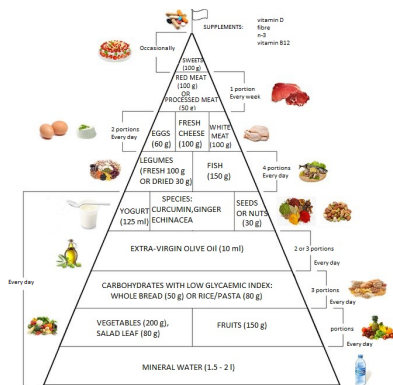 SUPPLEMENTS:
vitamin D
fibre
n-3
vitamin B12
Occasionally
SWEETS
(100 g)
RED MEAT
(100 g)
OR
PROCESSED MEAT
(50 g)
1 portion
Every week
2 portions
Every day
EGGS
(60 g)
FRESH
CHEESE
(100 g)
WHITE
MEAT
(100 g)
LEGUMES
(FRESH 100 g
OR DRIED 30 g)
FISH
(150 g)
4 portions
Every day
YOGURT
(125 ml)
SPECIES:
CURCUMIN,GINGER
ECHINACEA
SEEDS
OR NUTS
(30 g)
EXTRA-VIRGIN OLIVE Oil (10 ml)
2 or 3 portions
Every day
Every day
CARBOHYDRATES WITH LOW GLYCAEMIC INDEX:
WHOLE BREAD (50 g) OR RICE/PASTA (80 g)
3 portions
Every day
VEGETABLES (200 g),
SALAD LEAF (80 g)
FRUITS (150 g)
portions
Every day
MINERAL WATER (1.5 - 2 l)